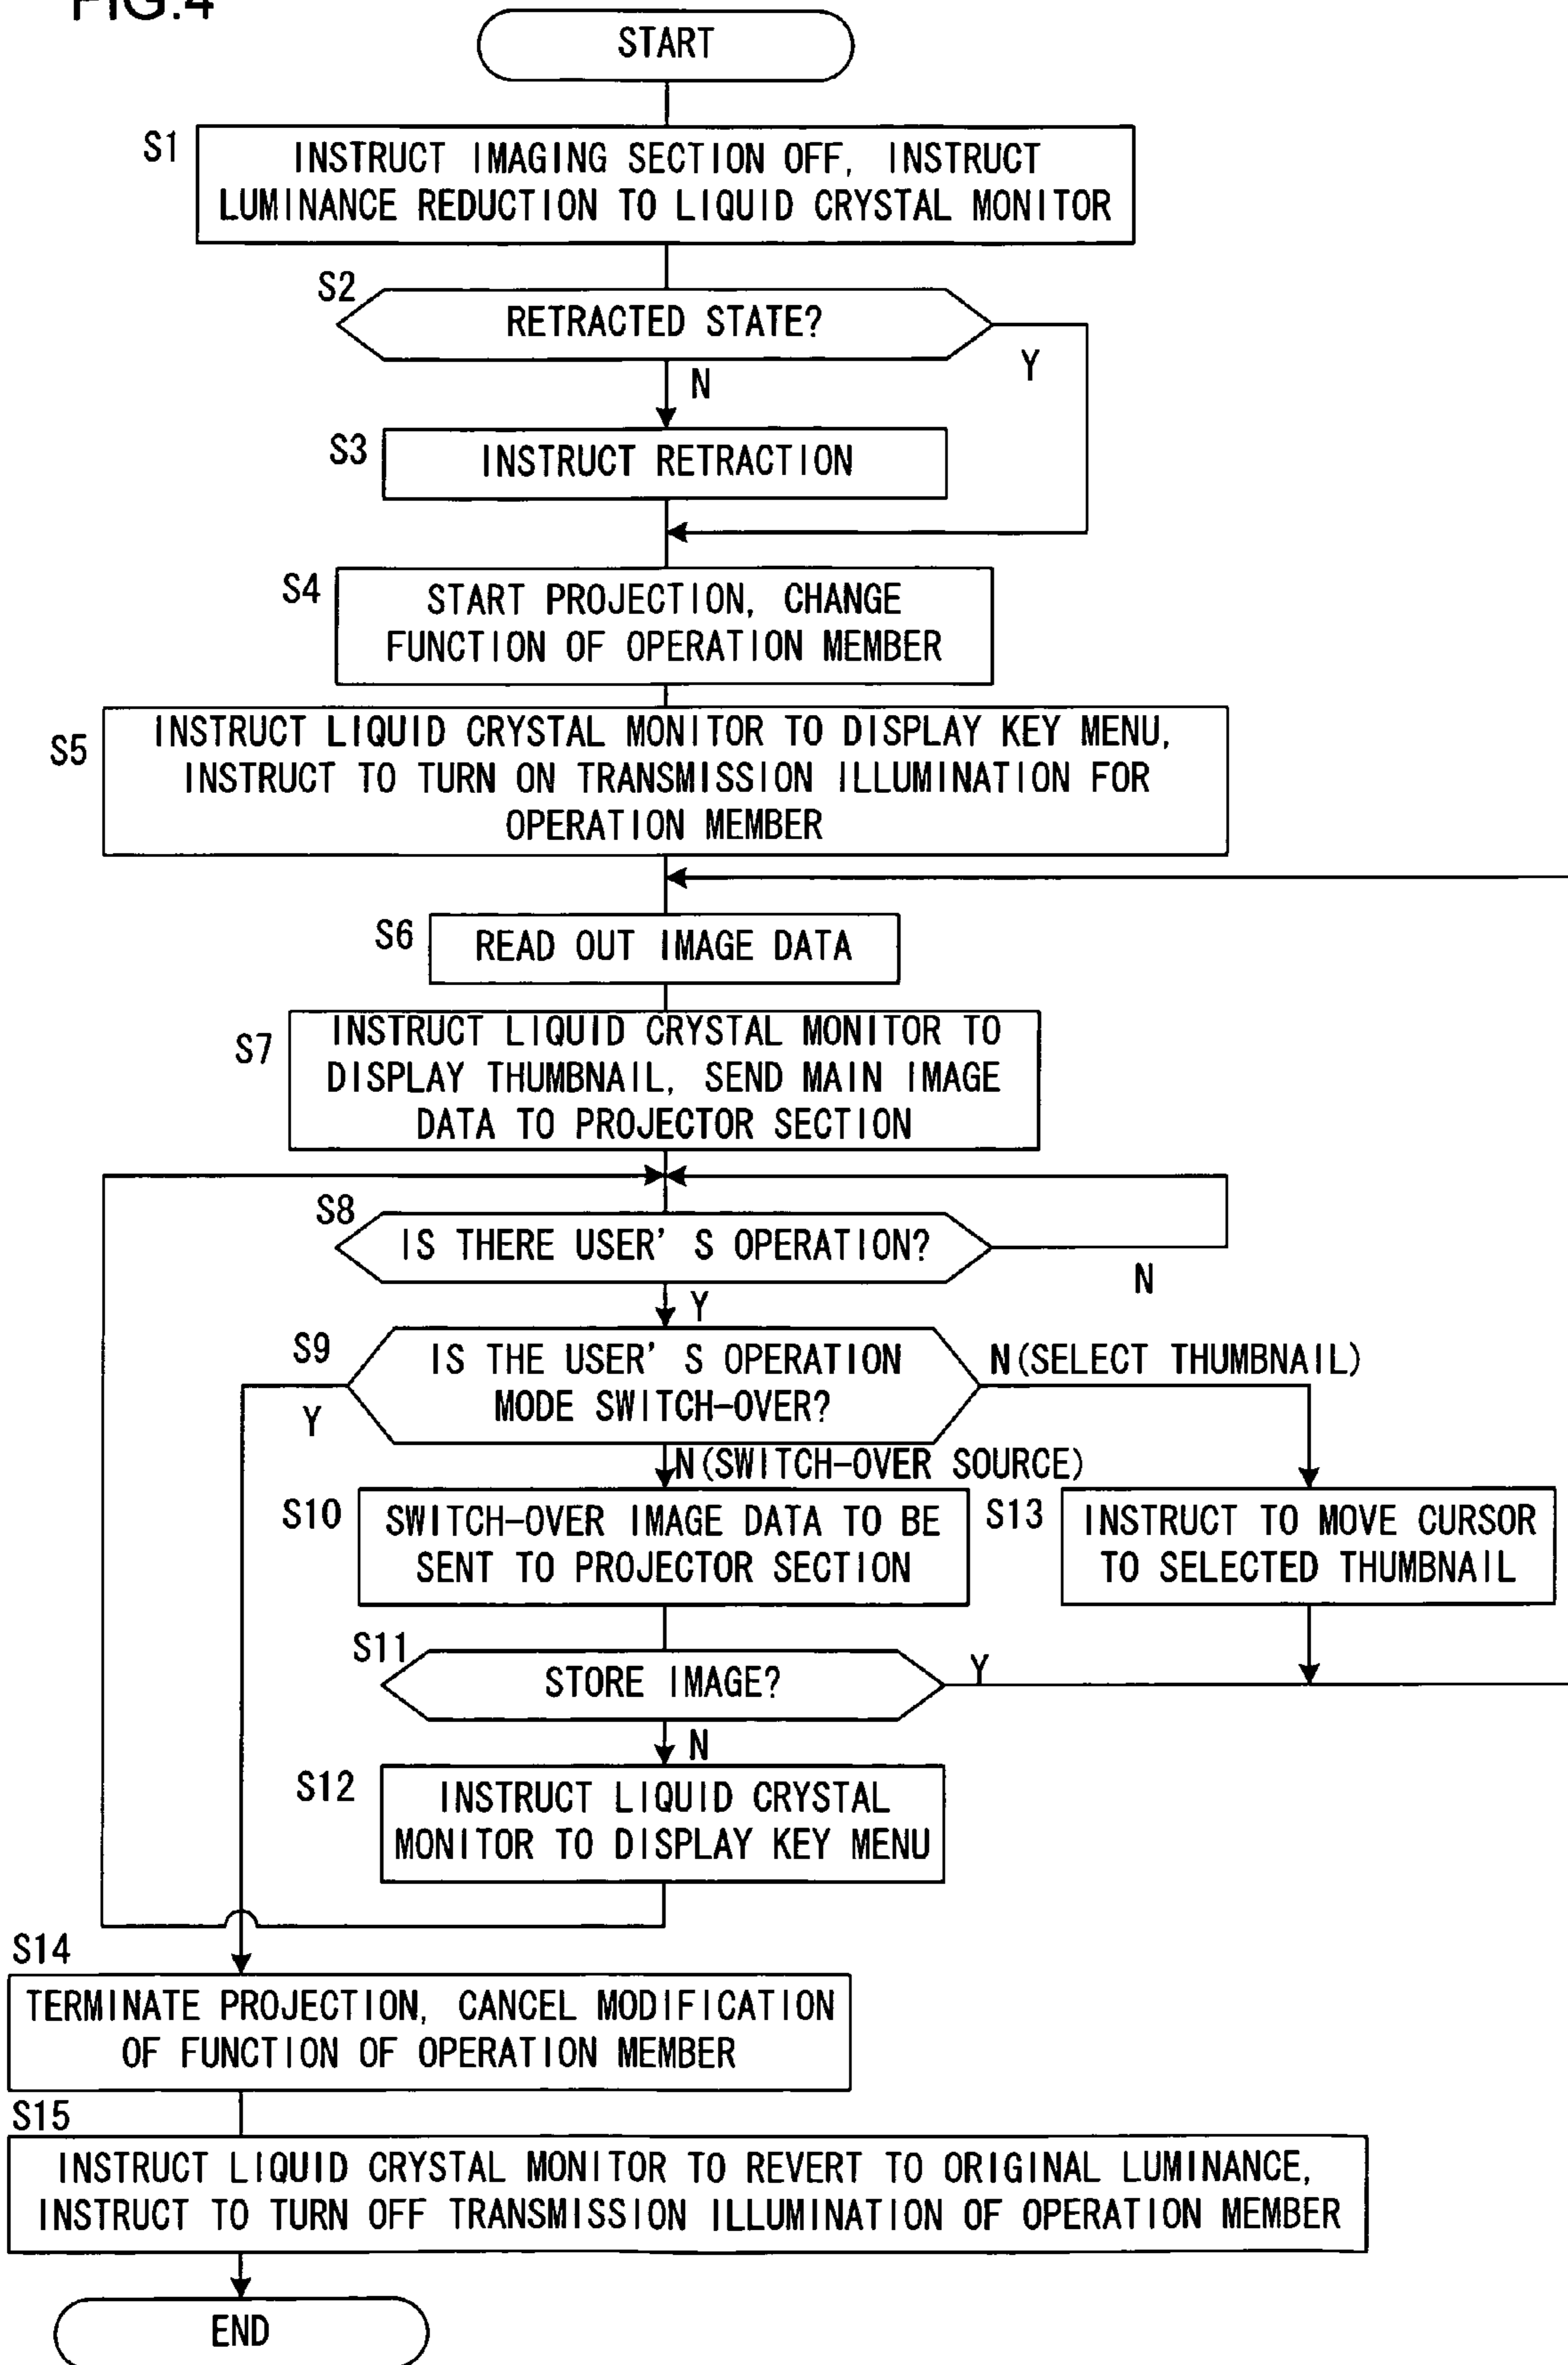 FIG.4
START
S1
INSTRUCT IMAGING SECTION OFF, INSTRUCT
LUMINANCE REDUCTION TO LIQUID CRYSTAL MONITOR
S2
RETRACTED STATE?
Y
N
S3
INSTRUCT RETRACTION
S4
START PROJECTION, CHANGE
FUNCTION OF OPERATION MEMBER
S5
INSTRUCT LIQUID CRYSTAL MONITOR TO DISPLAY KEY MENU,
INSTRUCT TO TURN ON TRANSMISSION ILLUMINATION FOR
OPERATION MEMBER
S6
READ OUT IMAGE DATA
S7
INSTRUCT LIQUID CRYSTAL MONITOR TO
DISPLAY THUMBNAIL, SEND MAIN IMAGE
DATA TO PROJECTOR SECTION
S8
IS THERE USER' S OPERATION?
N
Y
S9
IS THE USER' S OPERATION
MODE SWITCH-OVER?
N(SELECT THUMBNAIL)
Y
N(SWITCH-OVER SOURCE)
S10
SWITCH-OVER IMAGE DATA TO BE
SENT TO PROJECTOR SECTION
S13
INSTRUCT TO MOVE CURSOR
TO SELECTED THUMBNAIL
S11
STORE IMAGE?
Y
N
S12
INSTRUCT LIQUID CRYSTAL
MONITOR TO DISPLAY KEY MENU
S14
TERMINATE PROJECTION, CANCEL MODIFICATION
OF FUNCTION OF OPERATION MEMBER
S15
INSTRUCT LIQUID CRYSTAL MONITOR TO REVERT TO ORIGINAL LUMINANCE,
INSTRUCT TO TURN OFF TRANSMISSION ILLUMINATION OF OPERATION MEMBER
END